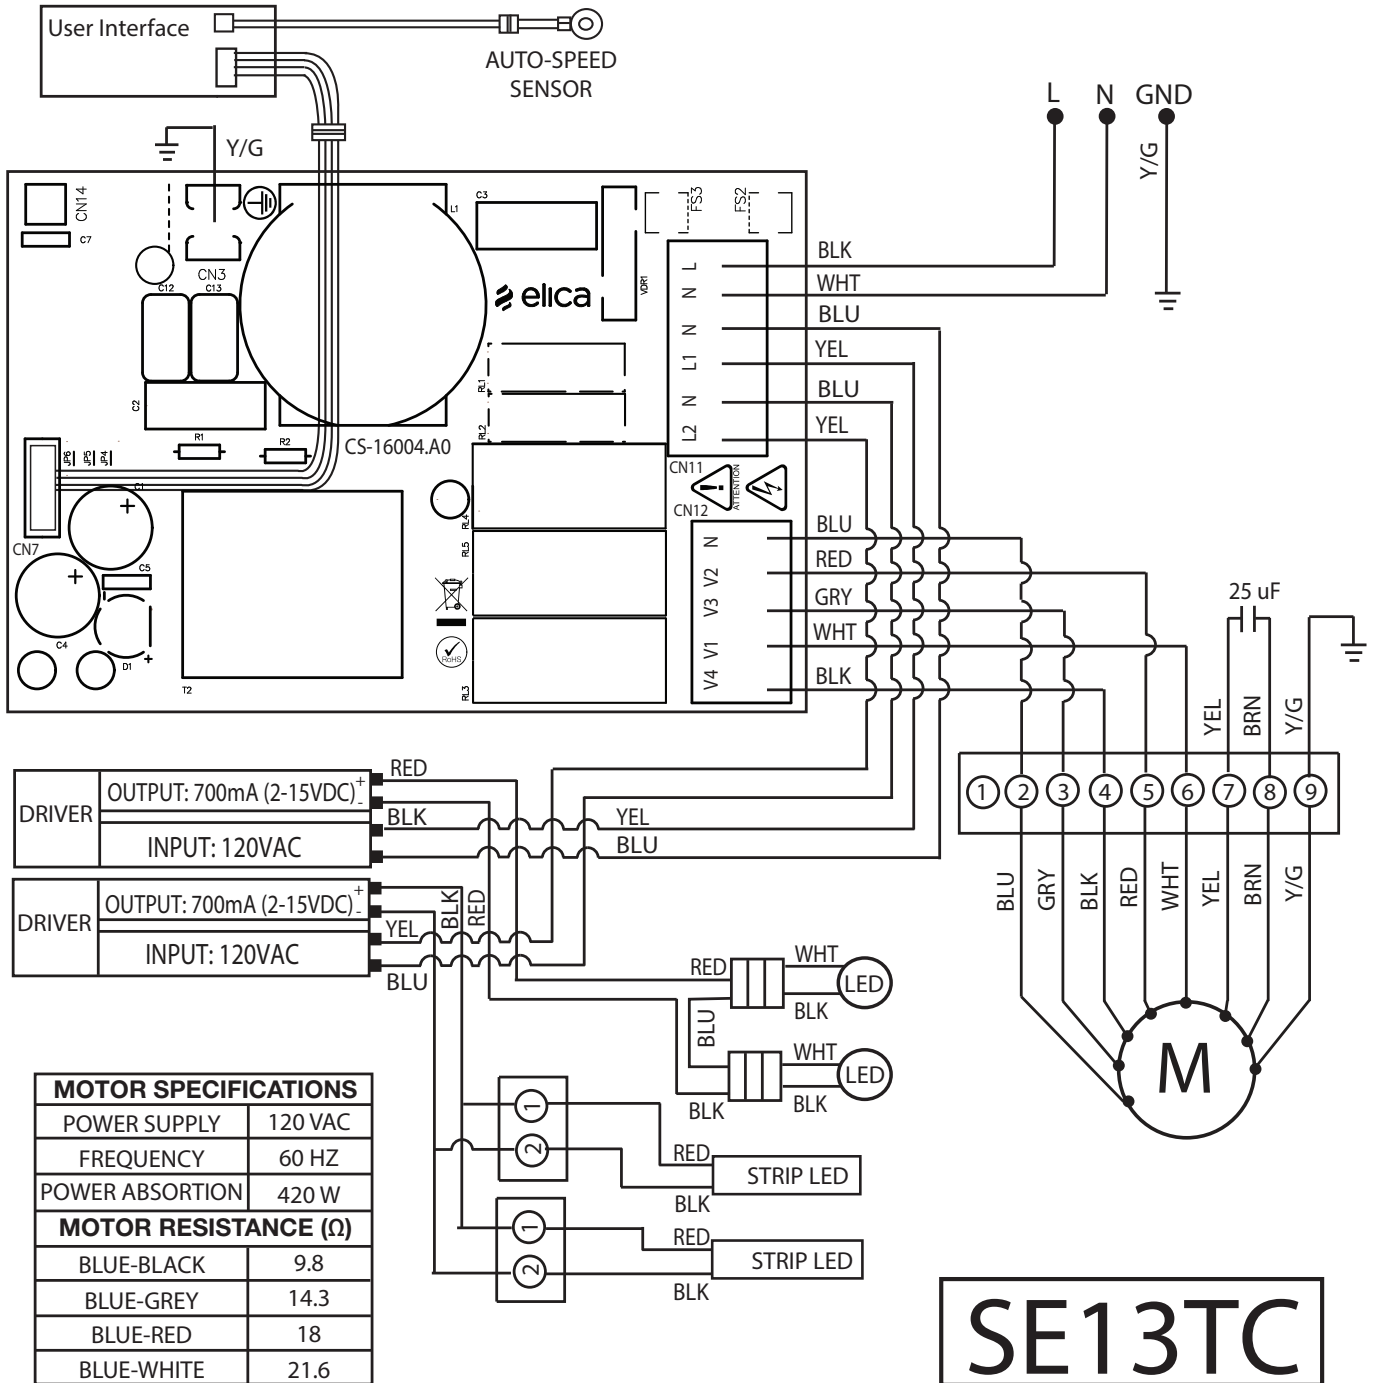 User Interface
AUTO-SPEED
SENSOR
L N GND
Y/G
Y/G
CN14
C7
CN3
C12 C13
L1
C3
VDR1
FS3
FS2
elica
L
N
N
L1
N
L2
BLK
WHT
BLU
YEL
BLU
YEL
C2
R1
R2
CS-16004.A0
RL1
RL2
CN11
ATTENTION
CN12
JP6
JP5
JP4
C1
CN7
C5
C4
D1
T2
RL4
RL5
RL3
RoHS
N
V2
V3
V1
V4
BLU
RED
GRY
WHT
BLK
25 uF
YEL
BRN
Y/G
1 2 3 4 5 6 7 8 9
BLU
GRY
BLK
RED
WHT
YEL
BRN
Y/G
M
DRIVER
OUTPUT: 700mA (2-15VDC)
+
-
INPUT: 120VAC
RED
BLK
YEL
BLU
DRIVER
OUTPUT: 700mA (2-15VDC)
+
-
INPUT: 120VAC
YEL
BLU
BLK
RED
RED
WHT
LED
BLK
BLU
WHT
LED
BLK
BLK
1
2
RED
STRIP LED
BLK
1
2
RED
STRIP LED
BLK
MOTOR SPECIFICATIONS
POWER SUPPLY 120 VAC
FREQUENCY 60 HZ
POWER ABSORTION 420 W
MOTOR RESISTANCE (Ω)
BLUE-BLACK 9.8
BLUE-GREY 14.3
BLUE-RED 18
BLUE-WHITE 21.6
SE13TC